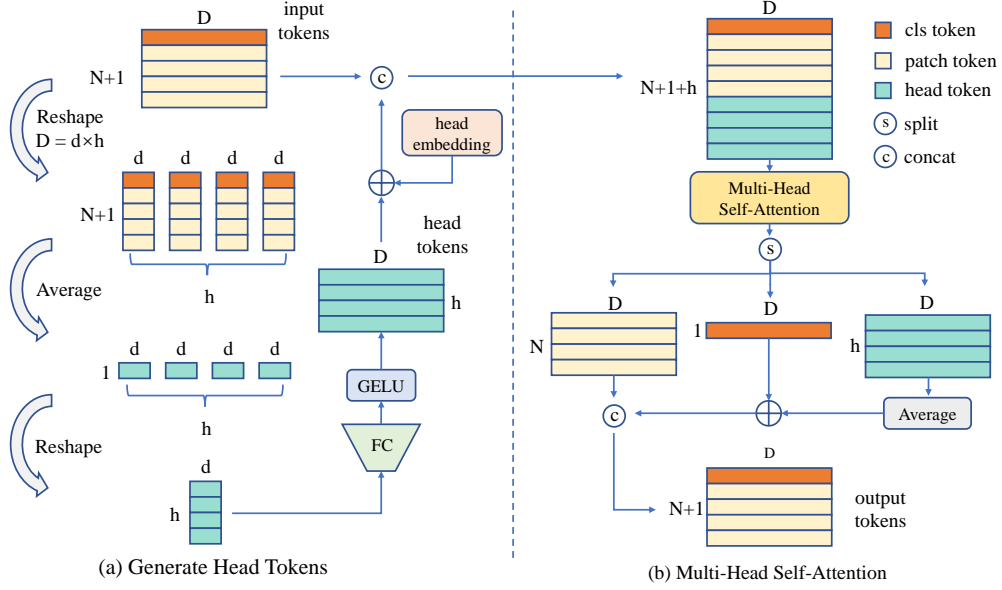 D
input
tokens
N+1
c
Reshape
D = d×h
head
embedding
d d d d
N+1
h
head
tokens
D
h
Average
d d d d
1
h
GELU
FC
Reshape
d
h
(a) Generate Head Tokens
D
N+1+h
cls token
patch token
head token
s split
c concat
Multi-Head
Self-Attention
s
D D D
N
1
h
c
Average
D
N+1
output
tokens
(b) Multi-Head Self-Attention